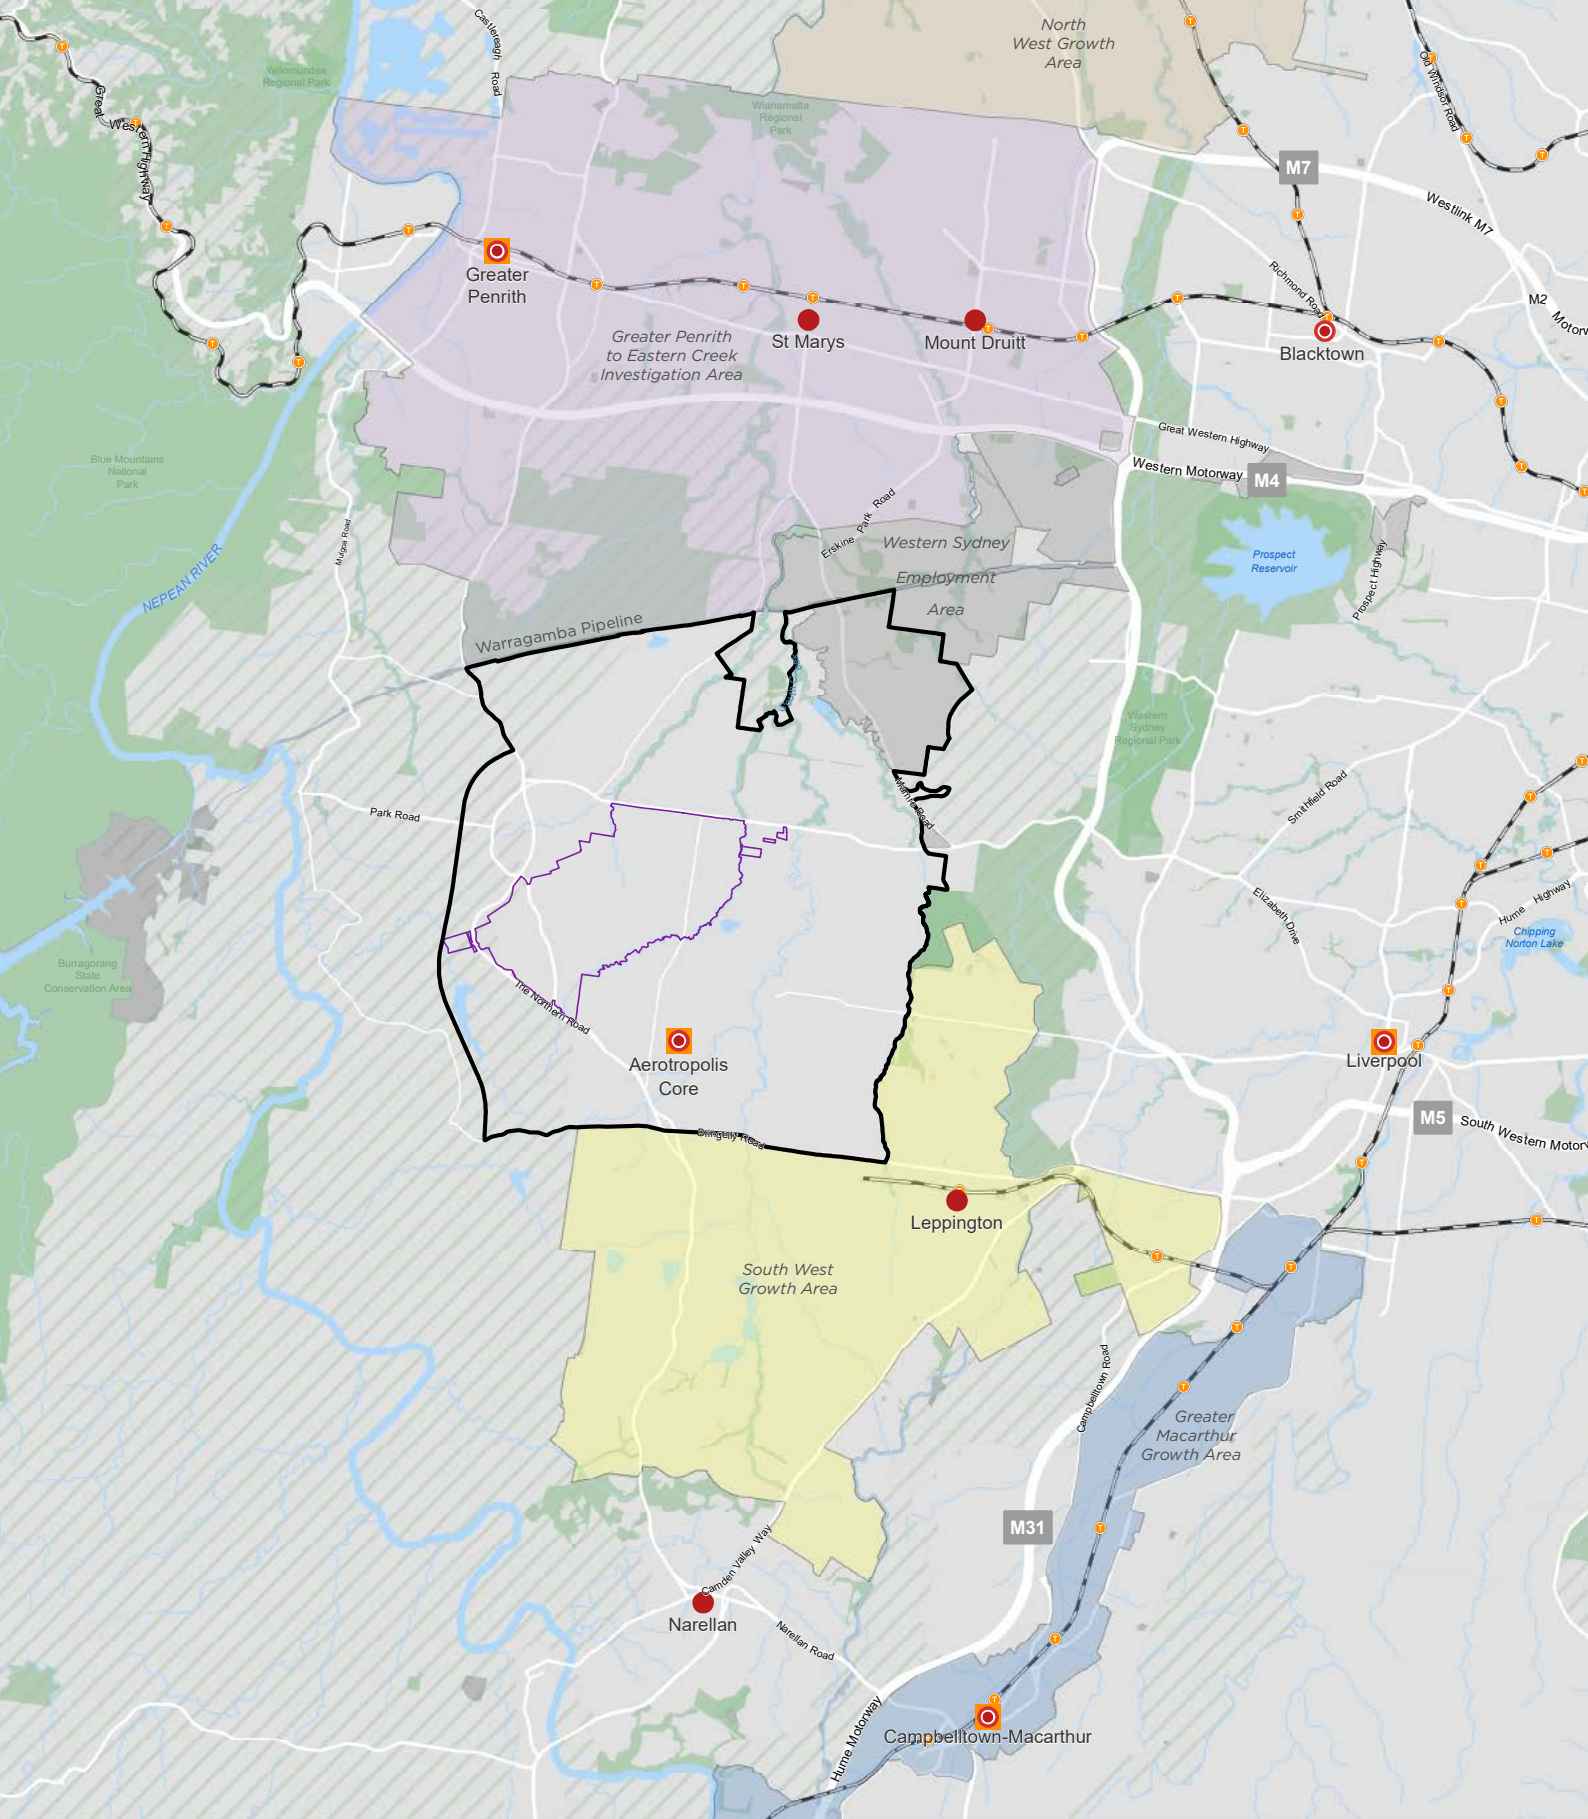 North
West Growth
Area
Castlereagh
Road
Old Windsor Road
Yellomundee
Regional Park
Great
Western Highway
Wianamatta
Regional
Park
M7
Westlink M7
Richmond Road
M2
Motorw
Greater
Penrith
St Marys
Mount Druitt
Blacktown
Greater Penrith
to Eastern Creek
Investigation Area
Great Western Highway
Western Motorway
M4
Blue Mountains
National
Park
Mulgoa Road
NEPEAN RIVER
Erskine Park Road
Western Sydney
Employment
Area
Prospect
Reservoir
Prospect Highway
Warragamba Pipeline
Western
Sydney
Regional Park
Park Road
Mamre Road
Smithfield Road
Elizabeth Drive
Hume Highway
Chipping
Norton Lake
Burragorang
State
Conservation Area
The Northern Road
Aerotropolis
Core
Liverpool
M5
South Western Motorw
Bringelly Road
Leppington
South West
Growth Area
Campbelltown Road
Greater
Macarthur
Growth Area
M31
Camden Valley Way
Narellan
Narellan Road
Hume Motorway
Campbelltown-Macarthur